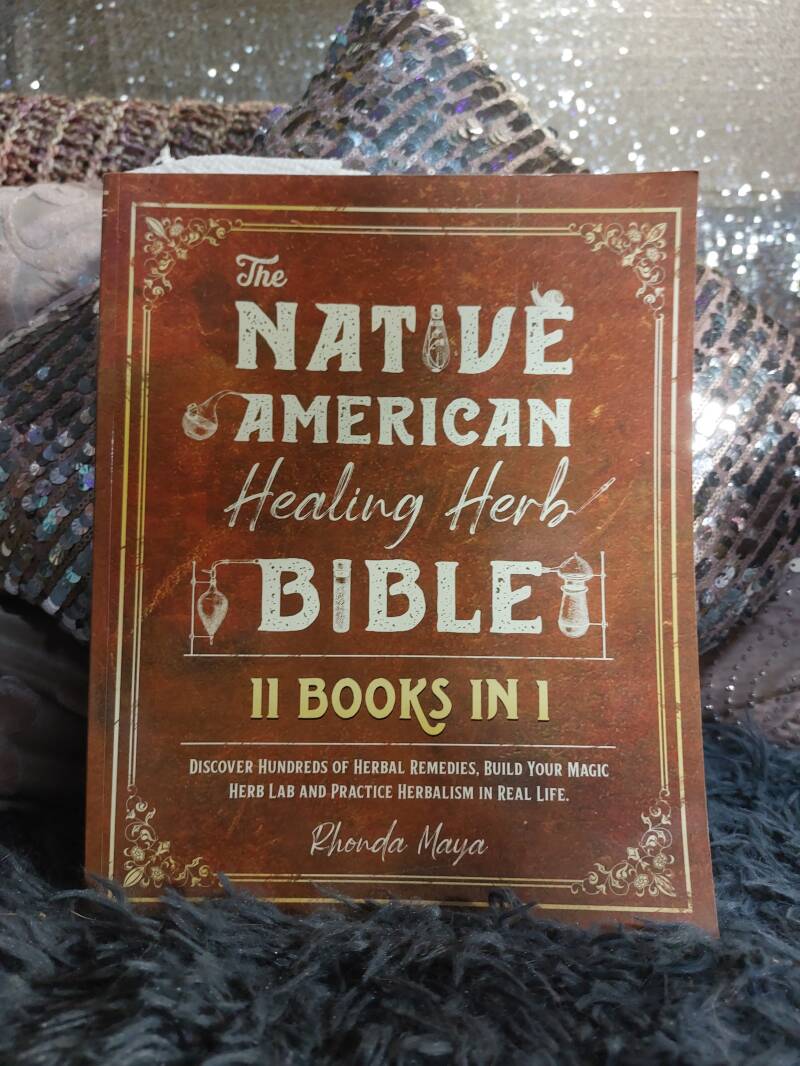 The
NATIVE
AMERICAN
Healing Herb
BIBLE
11 BOOKS IN 1
DISCOVER HUNDREDS OF HERBAL REMEDIES, BUILD YOUR MAGIC
HERB LAB AND PRACTICE HERBALISM IN REAL LIFE.
Rhonda Maya